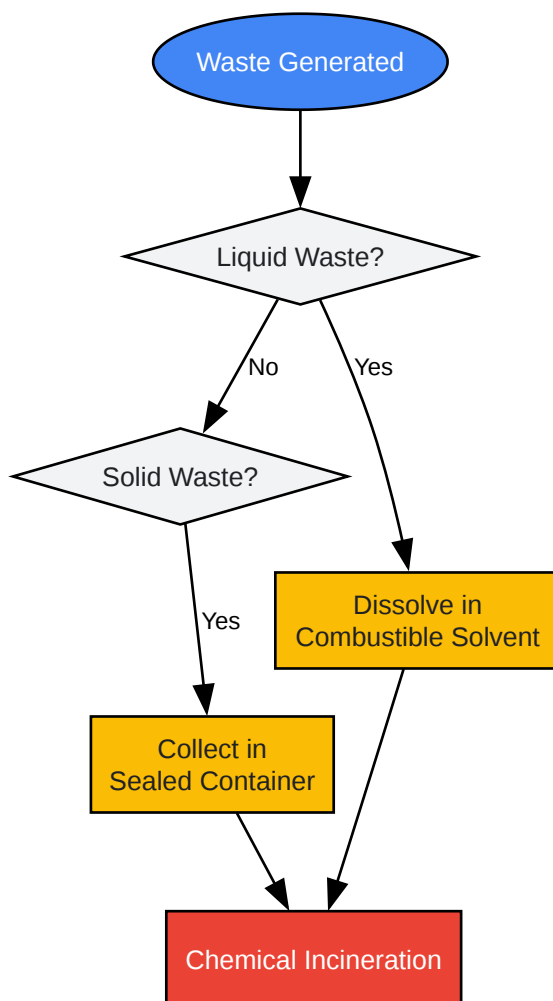 Waste Generated
Liquid Waste?
No
Yes
Solid Waste?
Yes
Dissolve in
Combustible Solvent
Collect in
Sealed Container
Chemical Incineration